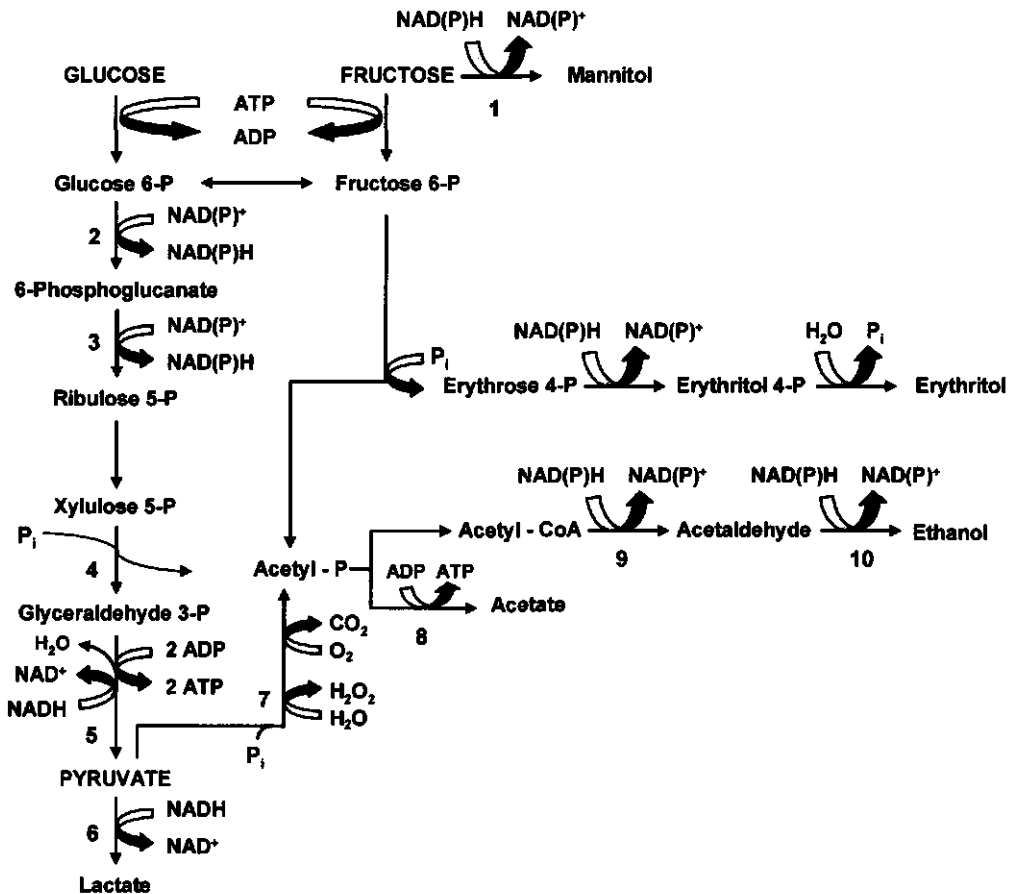 NAD(P)H NAD(P)⁺
GLUCOSE FRUCTOSE Mannitol
1
ATP
ADP
Glucose 6-P Fructose 6-P
2 NAD(P)⁺
NAD(P)H
6-Phosphoglucanate
3 NAD(P)⁺
NAD(P)H
Ribulose 5-P
NAD(P)H NAD(P)⁺ H₂O Pᵢ
Pᵢ
Erythrose 4-P Erythritol 4-P Erythritol
Xylulose 5-P
NAD(P)H NAD(P)⁺ NAD(P)H NAD(P)⁺
Pᵢ
4
Acetyl - CoA Acetaldehyde Ethanol
9 10
Acetyl - P
ADP ATP
Acetate
8
Glyceraldehyde 3-P
H₂O 2 ADP
NAD⁺ 2 ATP
NADH
5
CO₂
O₂
7 H₂O₂
H₂O
Pᵢ
PYRUVATE
6 NADH
NAD⁺
Lactate